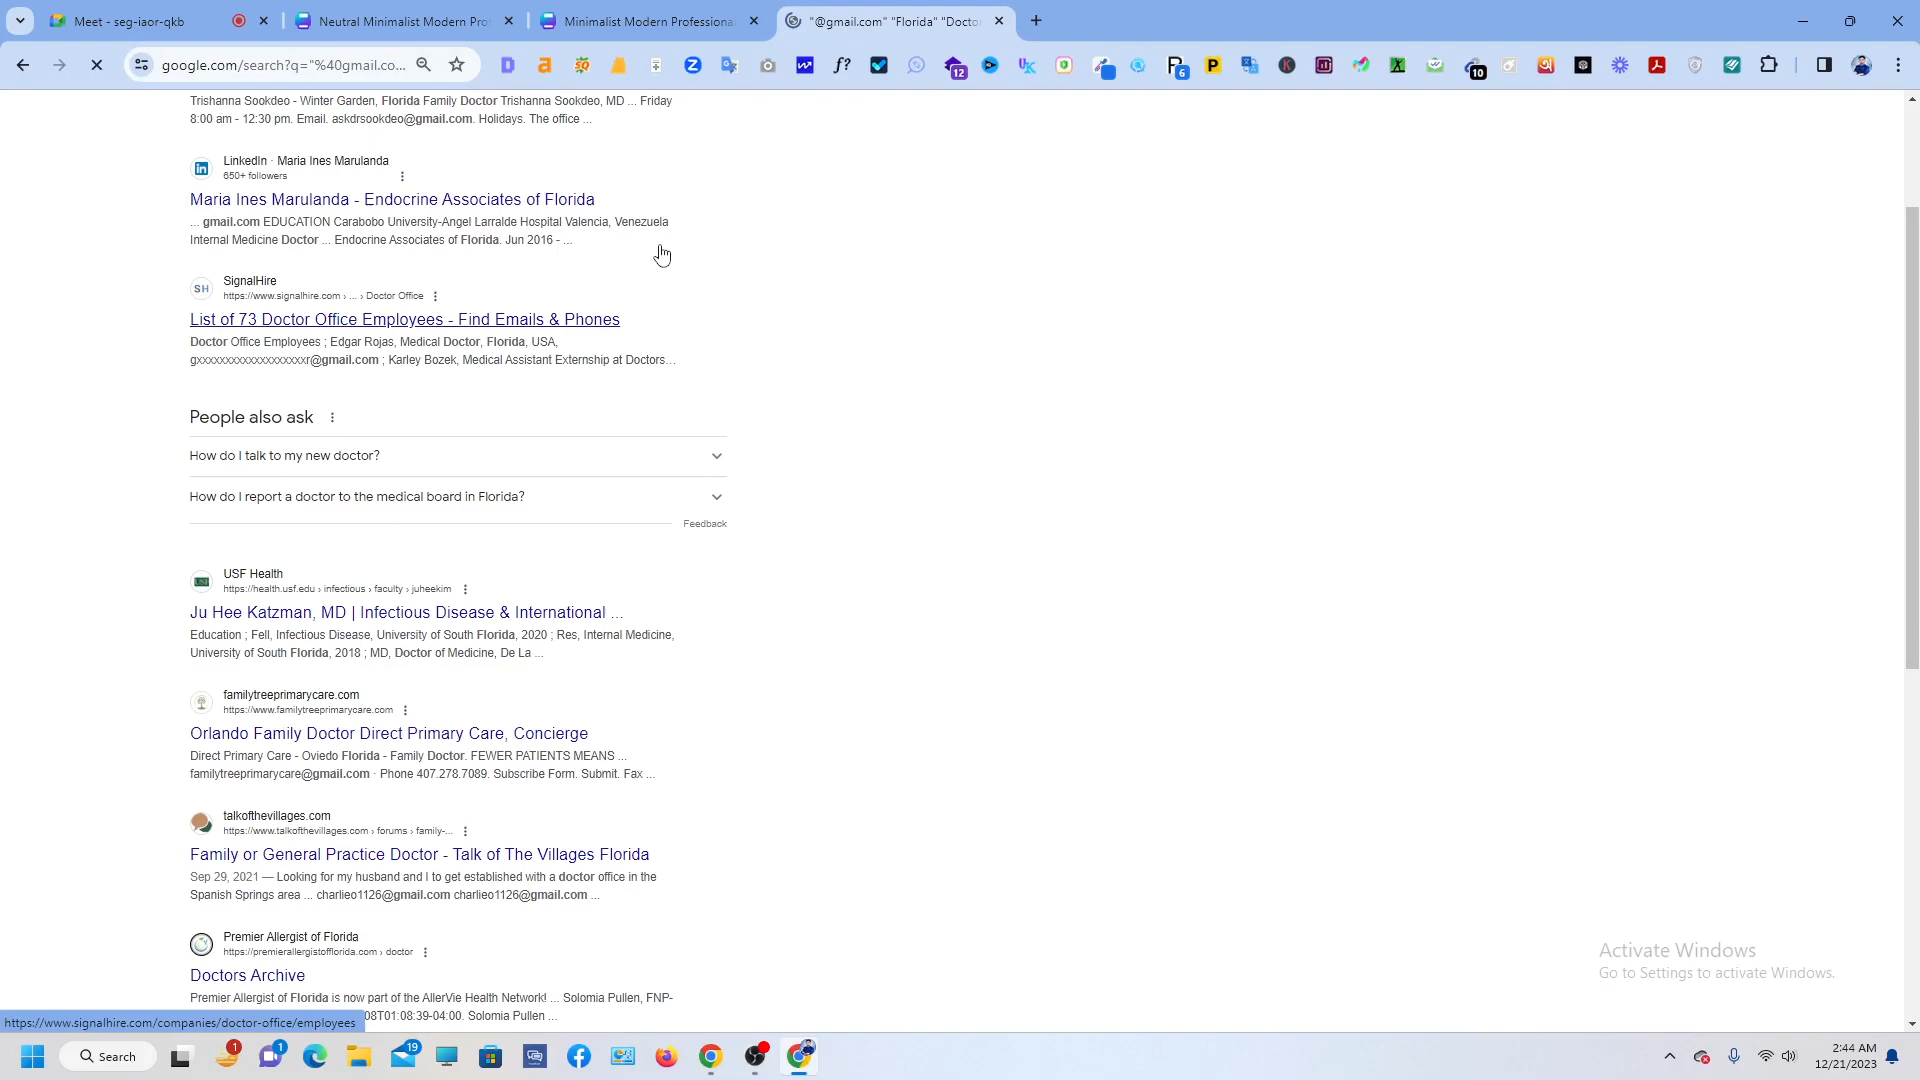 Meet - seg-iaor-qkb
Neutral Minimalist Modern Pro
Minimalist Modern Professiona
"@gmail.com" "Florida" "Docto
google.com/search?q="%40gmail.co...
12
6
10
Trishanna Sookdeo - Winter Garden, Florida Family Doctor Trishanna Sookdeo, MD ... Friday
8:00 am - 12:30 pm. Email. askdrsookdeo@gmail.com. Holidays. The office ...
LinkedIn · Maria Ines Marulanda
650+ followers
Maria Ines Marulanda - Endocrine Associates of Florida
... gmail.com EDUCATION Carabobo University-Angel Larralde Hospital Valencia, Venezuela
Internal Medicine Doctor ... Endocrine Associates of Florida. Jun 2016 - ...
SH
SignalHire
https://www.signalhire.com › ... › Doctor Office
List of 73 Doctor Office Employees - Find Emails & Phones
Doctor Office Employees ; Edgar Rojas, Medical Doctor, Florida, USA,
@gmail.com ; Karley Bozek, Medical Assistant Externship at Doctors...
People also ask
How do I talk to my new doctor?
How do I report a doctor to the medical board in Florida?
Feedback
USF Health
https://health.usf.edu › infectious › faculty › juheekim
Ju Hee Katzman, MD | Infectious Disease & International ...
Education ; Fell, Infectious Disease, University of South Florida, 2020 ; Res, Internal Medicine,
University of South Florida, 2018 ; MD, Doctor of Medicine, De La ...
familytreeprimarycare.com
https://www.familytreeprimarycare.com
Orlando Family Doctor Direct Primary Care, Concierge
Direct Primary Care - Oviedo Florida - Family Doctor. FEWER PATIENTS MEANS ...
familytreeprimarycare@gmail.com · Phone 407.278.7089. Subscribe Form. Submit. Fax ...
talkofthevillages.com
https://www.talkofthevillages.com › forums › family-...
Family or General Practice Doctor - Talk of The Villages Florida
Sep 29, 2021 — Looking for my husband and I to get established with a doctor office in the
Spanish Springs area ... charlieo1126@gmail.com charlieo1126@gmail.com ...
Premier Allergist of Florida
https://premierallergistofflorida.com › doctor
Doctors Archive
Premier Allergist of Florida is now part of the AllerVie Health Network! ... Solomia Pullen, FNP-
08T01:08:39-04:00. Solomia Pullen ...
https://www.signalhire.com/companies/doctor-office/employees
Activate Windows
Go to Settings to activate Windows.
Search
1
1
19
2:44 AM
12/21/2023